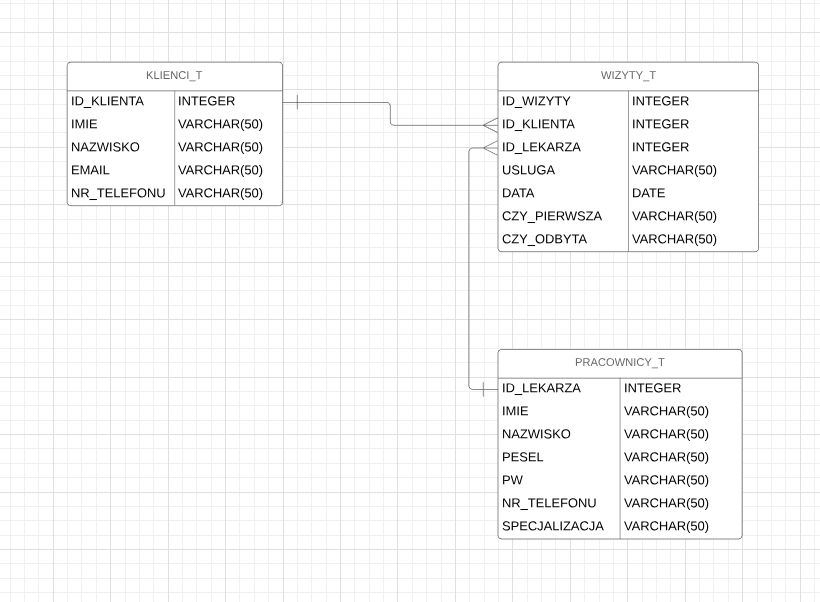 KLIENCI_T
ID_KLIENTA INTEGER
IMIE VARCHAR(50)
NAZWISKO VARCHAR(50)
EMAIL VARCHAR(50)
NR_TELEFONU VARCHAR(50)
WIZYTY_T
ID_WIZYTY INTEGER
ID_KLIENTA INTEGER
ID_LEKARZA INTEGER
USLUGA VARCHAR(50)
DATA DATE
CZY_PIERWSZA VARCHAR(50)
CZY_ODBYTA VARCHAR(50)
PRACOWNICY_T
ID_LEKARZA INTEGER
IMIE VARCHAR(50)
NAZWISKO VARCHAR(50)
PESEL VARCHAR(50)
PW VARCHAR(50)
NR_TELEFONU VARCHAR(50)
SPECJALIZACJA VARCHAR(50)